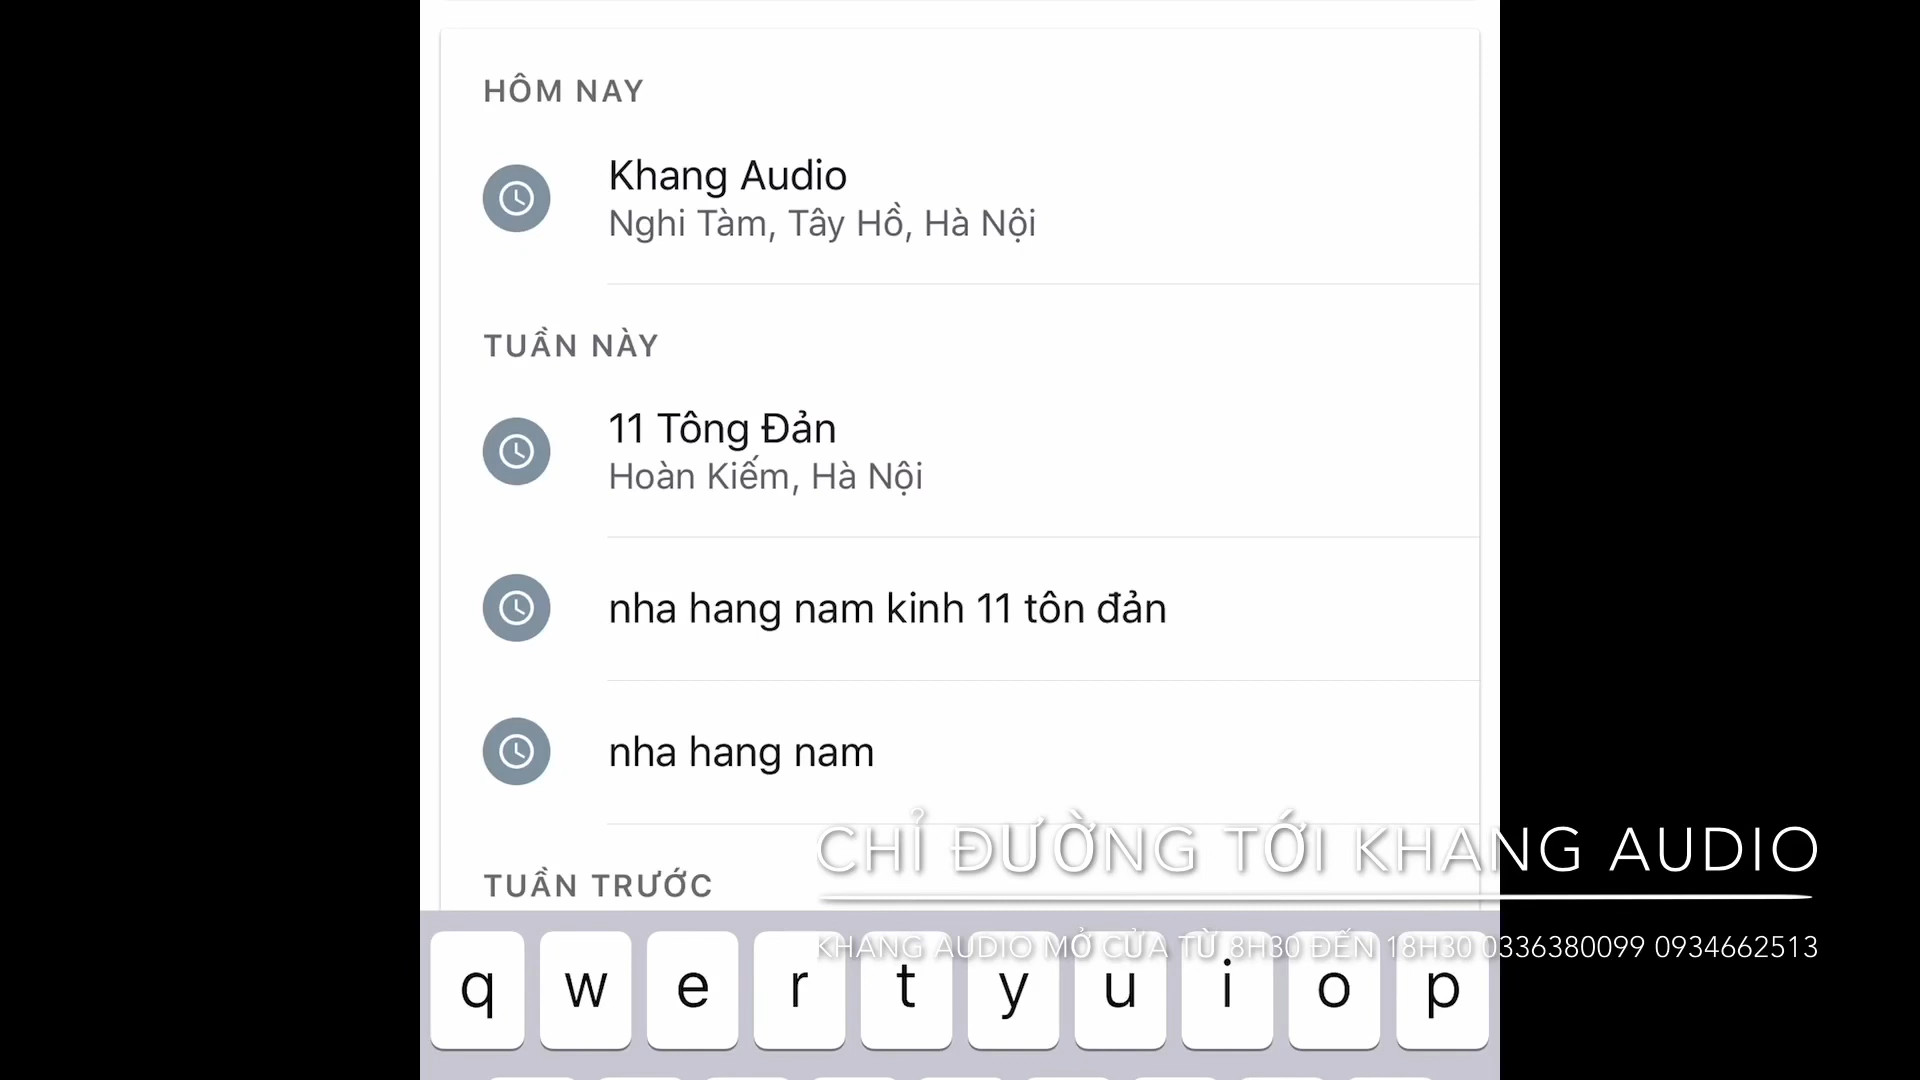 HÔM NAY
Khang Audio
Nghi Tàm, Tây Hồ, Hà Nội
TUẦN NÀY
11 Tông Đản
Hoàn Kiếm, Hà Nội
nha hang nam kinh 11 tôn đản
nha hang nam
TUẦN TRƯỚC
CHỈ ĐƯỜNG TỚI KHANG AUDIO
KHANG AUDIO MỞ CỬA TỪ 8H30 ĐẾN 18H30 0336380099 0934662513
q w e r t y u i o p